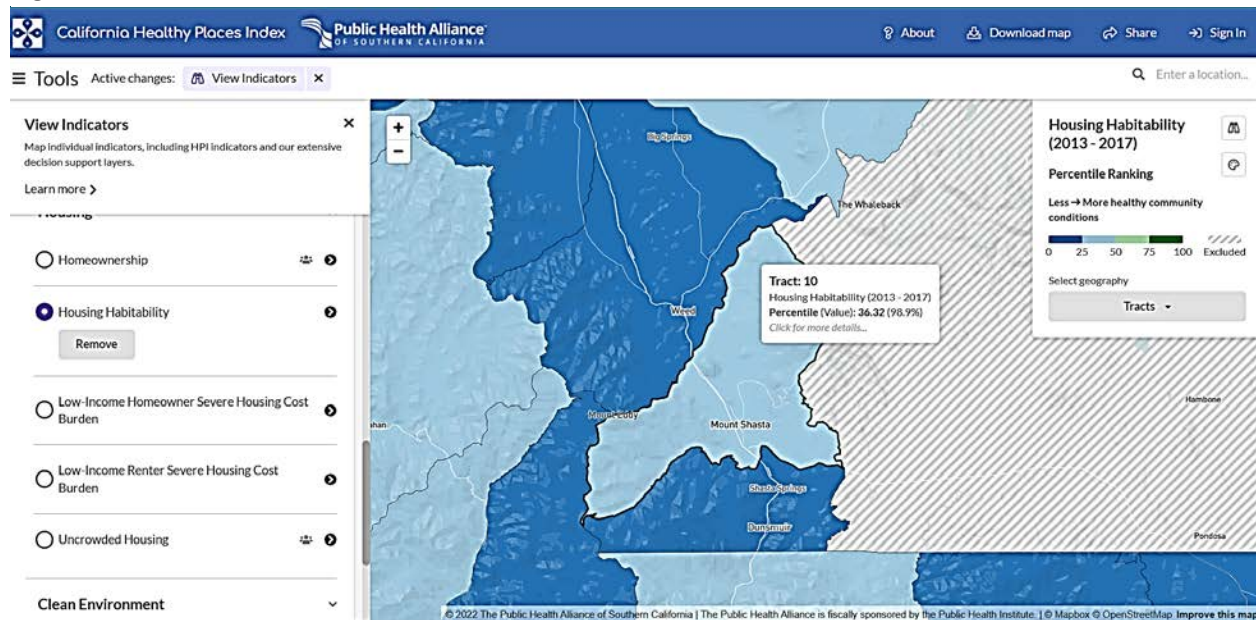 California Healthy Places Index
Public Health Alliance
OF SOUTHERN CALIFORNIA
About
Download map
Share
Sign In
Tools
Active changes:
View Indicators
Enter a location...
View Indicators
Map individual indicators, including HPI indicators and our extensive
decision support layers.
Learn more
Housing
Homeownership
Housing Habitability
Remove
Low-Income Homeowner Severe Housing Cost
Burden
Low-Income Renter Severe Housing Cost
Burden
Uncrowded Housing
Clean Environment
+
−
Big Springs
The Whaleback
Weed
Tract: 10
Housing Habitability (2013 - 2017)
Percentile (Value): 36.32 (98.9%)
Click for more details...
Mount Eddy
Mount Shasta
Shasta Springs
Dunsmuir
Hambone
Pondosa
Housing Habitability
(2013 - 2017)
Percentile Ranking
Less → More healthy community
conditions
0 25 50 75 100 Excluded
Select geography
Tracts
© 2022 The Public Health Alliance of Southern California | The Public Health Alliance is fiscally sponsored by the Public Health Institute. | © Mapbox © OpenStreetMap Improve this map